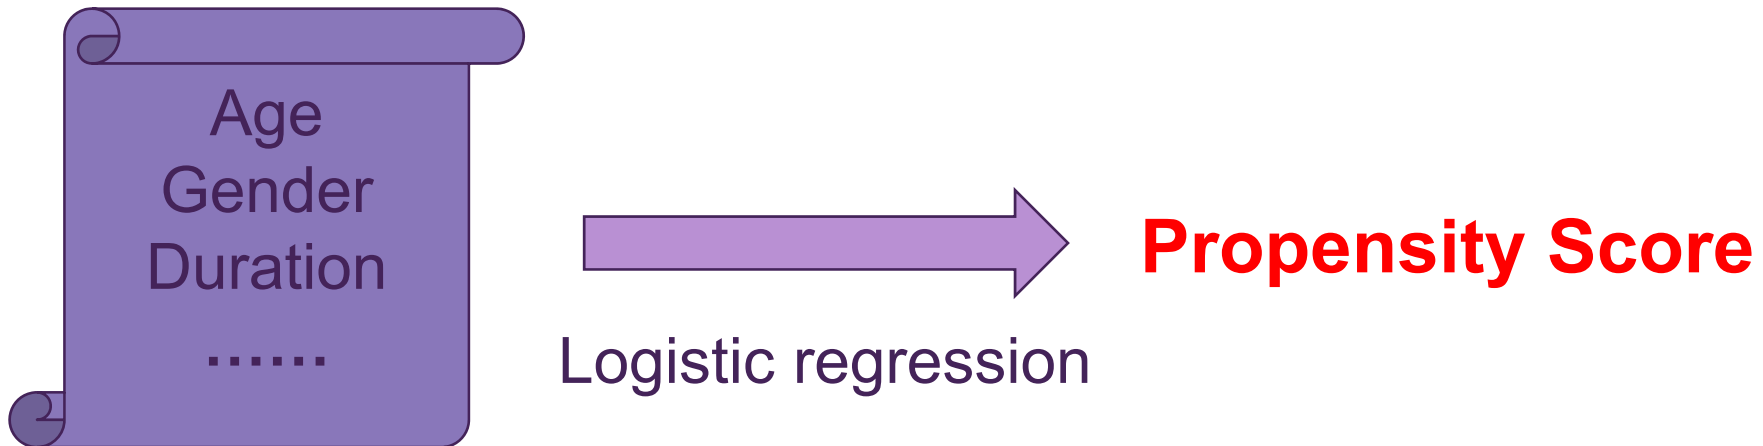 Age
Gender
Duration
......
Logistic regression
Propensity Score